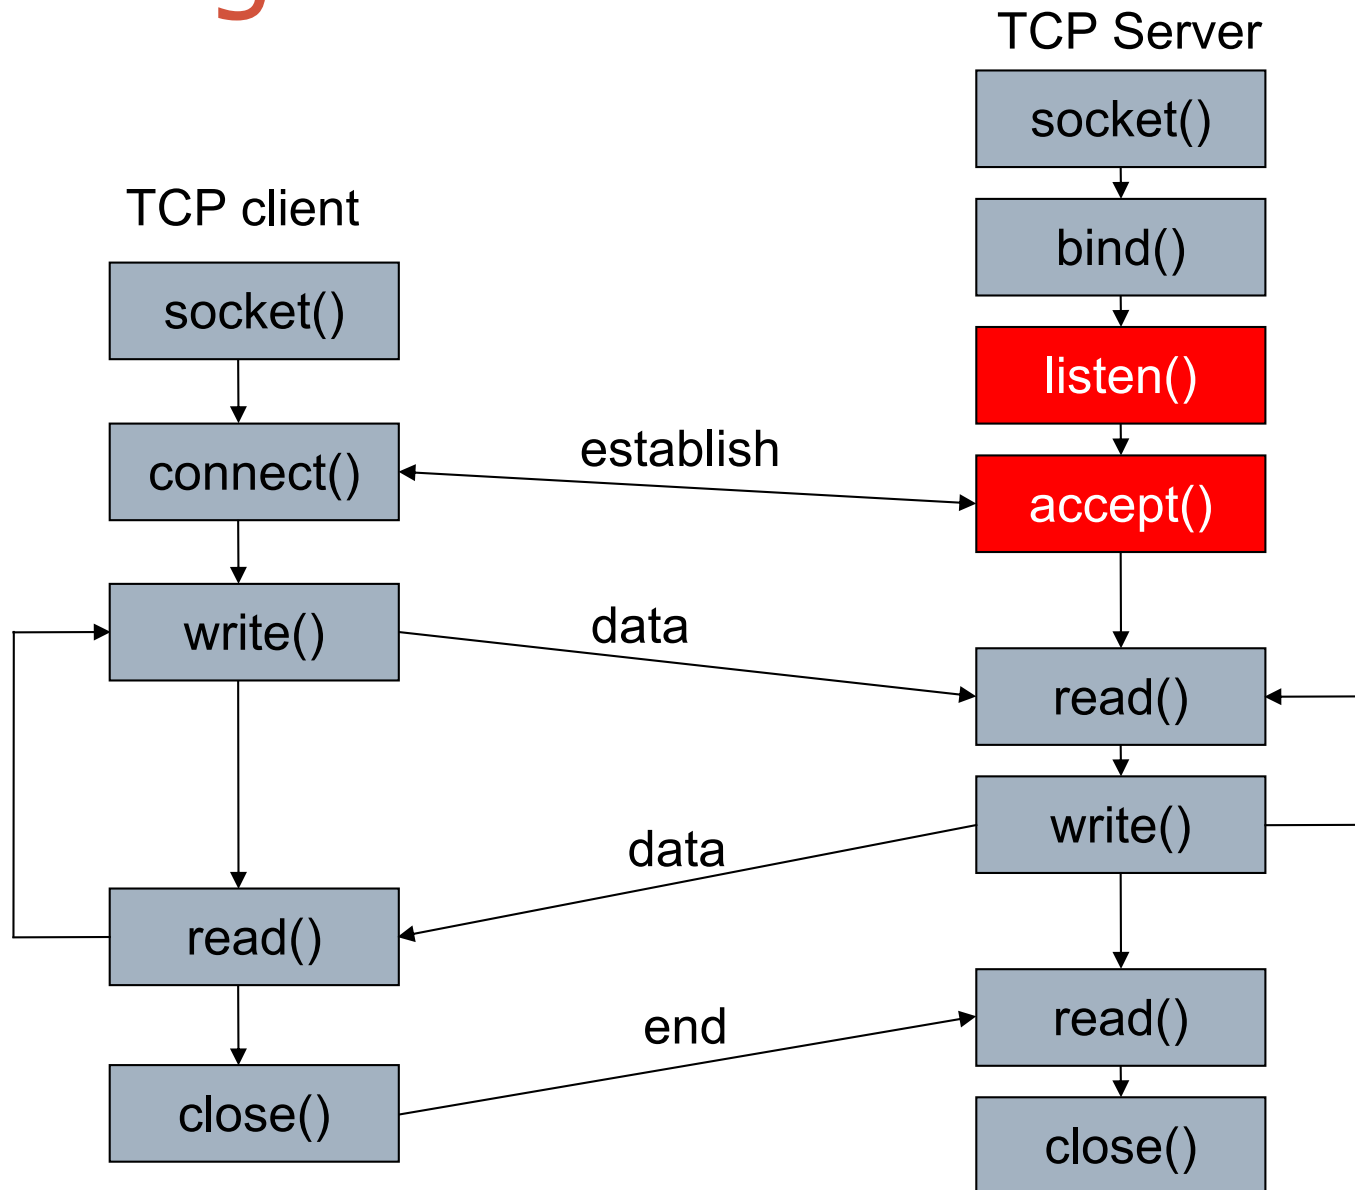 TCP Server
socket()
bind()
listen()
accept()
read()
write()
read()
close()
TCP client
socket()
connect()
write()
read()
close()
establish
data
data
end